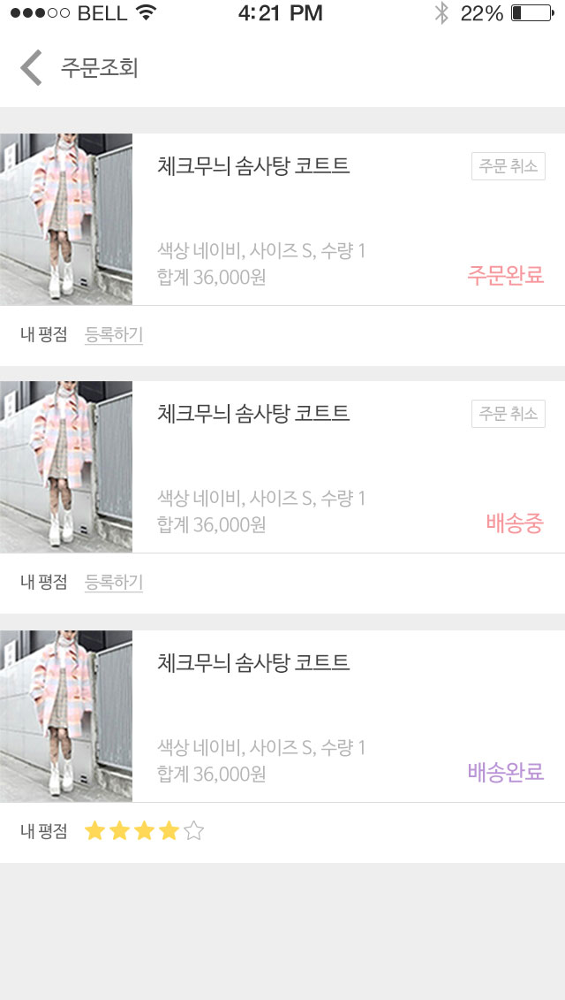 BELL 4:21 PM 22%
주문조회
체크무늬 솜사탕 코트트
주문 취소
색상 네이비, 사이즈 S, 수량 1
합계 36,000원
주문완료
내 평점 등록하기
체크무늬 솜사탕 코트트
주문 취소
색상 네이비, 사이즈 S, 수량 1
합계 36,000원
배송중
내 평점 등록하기
체크무늬 솜사탕 코트트
색상 네이비, 사이즈 S, 수량 1
합계 36,000원
배송완료
내 평점